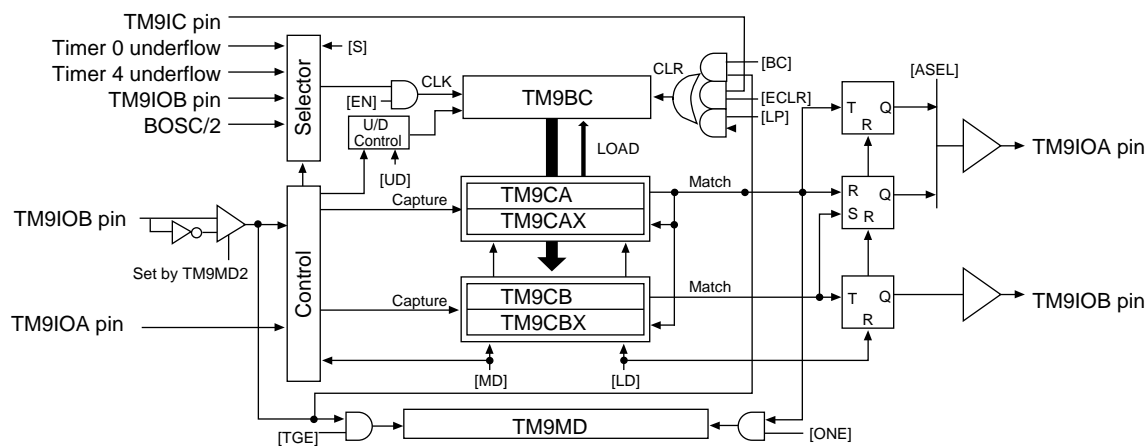 TM9IC pin
Timer 0 underflow
Timer 4 underflow
TM9IOB pin
BOSC/2
Selector
[S]
[EN]
CLK
U/D
Control
[UD]
TM9BC
LOAD
CLR
[BC]
[ECLR]
[LP]
[ASEL]
T Q
R
TM9IOA pin
TM9IOB pin
Set by TM9MD2
TM9IOA pin
Control
Capture
TM9CA
TM9CAX
Match
R Q
S R
Capture
TM9CB
TM9CBX
Match
T Q
R
TM9IOB pin
[MD]
[LD]
[TGE]
TM9MD
[ONE]